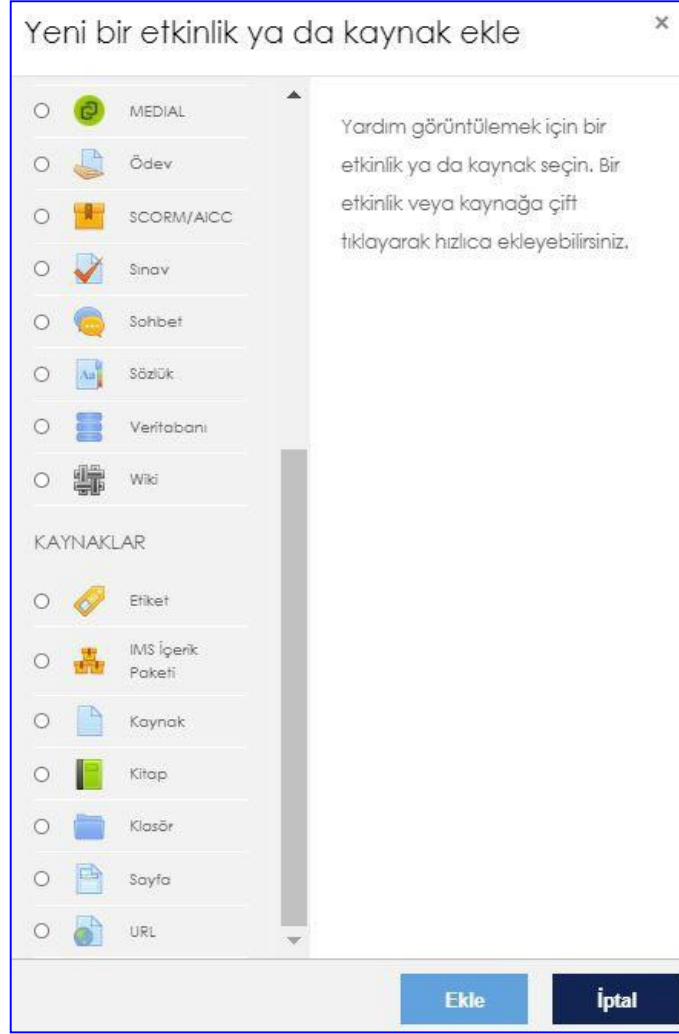 Yeni bir etkinlik ya da kaynak ekle
×
MEDIAL
Ödev
SCORM/AICC
Sınav
Sohbet
Aa
Sözlük
Veritabanı
Wiki
KAYNAKLAR
Etiket
IMS İçerik
Paketi
Kaynak
Kitap
Klasör
Sayfa
URL
Yardım görüntülemek için bir
etkinlik ya da kaynak seçin. Bir
etkinlik veya kaynağa çift
tıklayarak hızlıca ekleyebilirsiniz.
Ekle
İptal